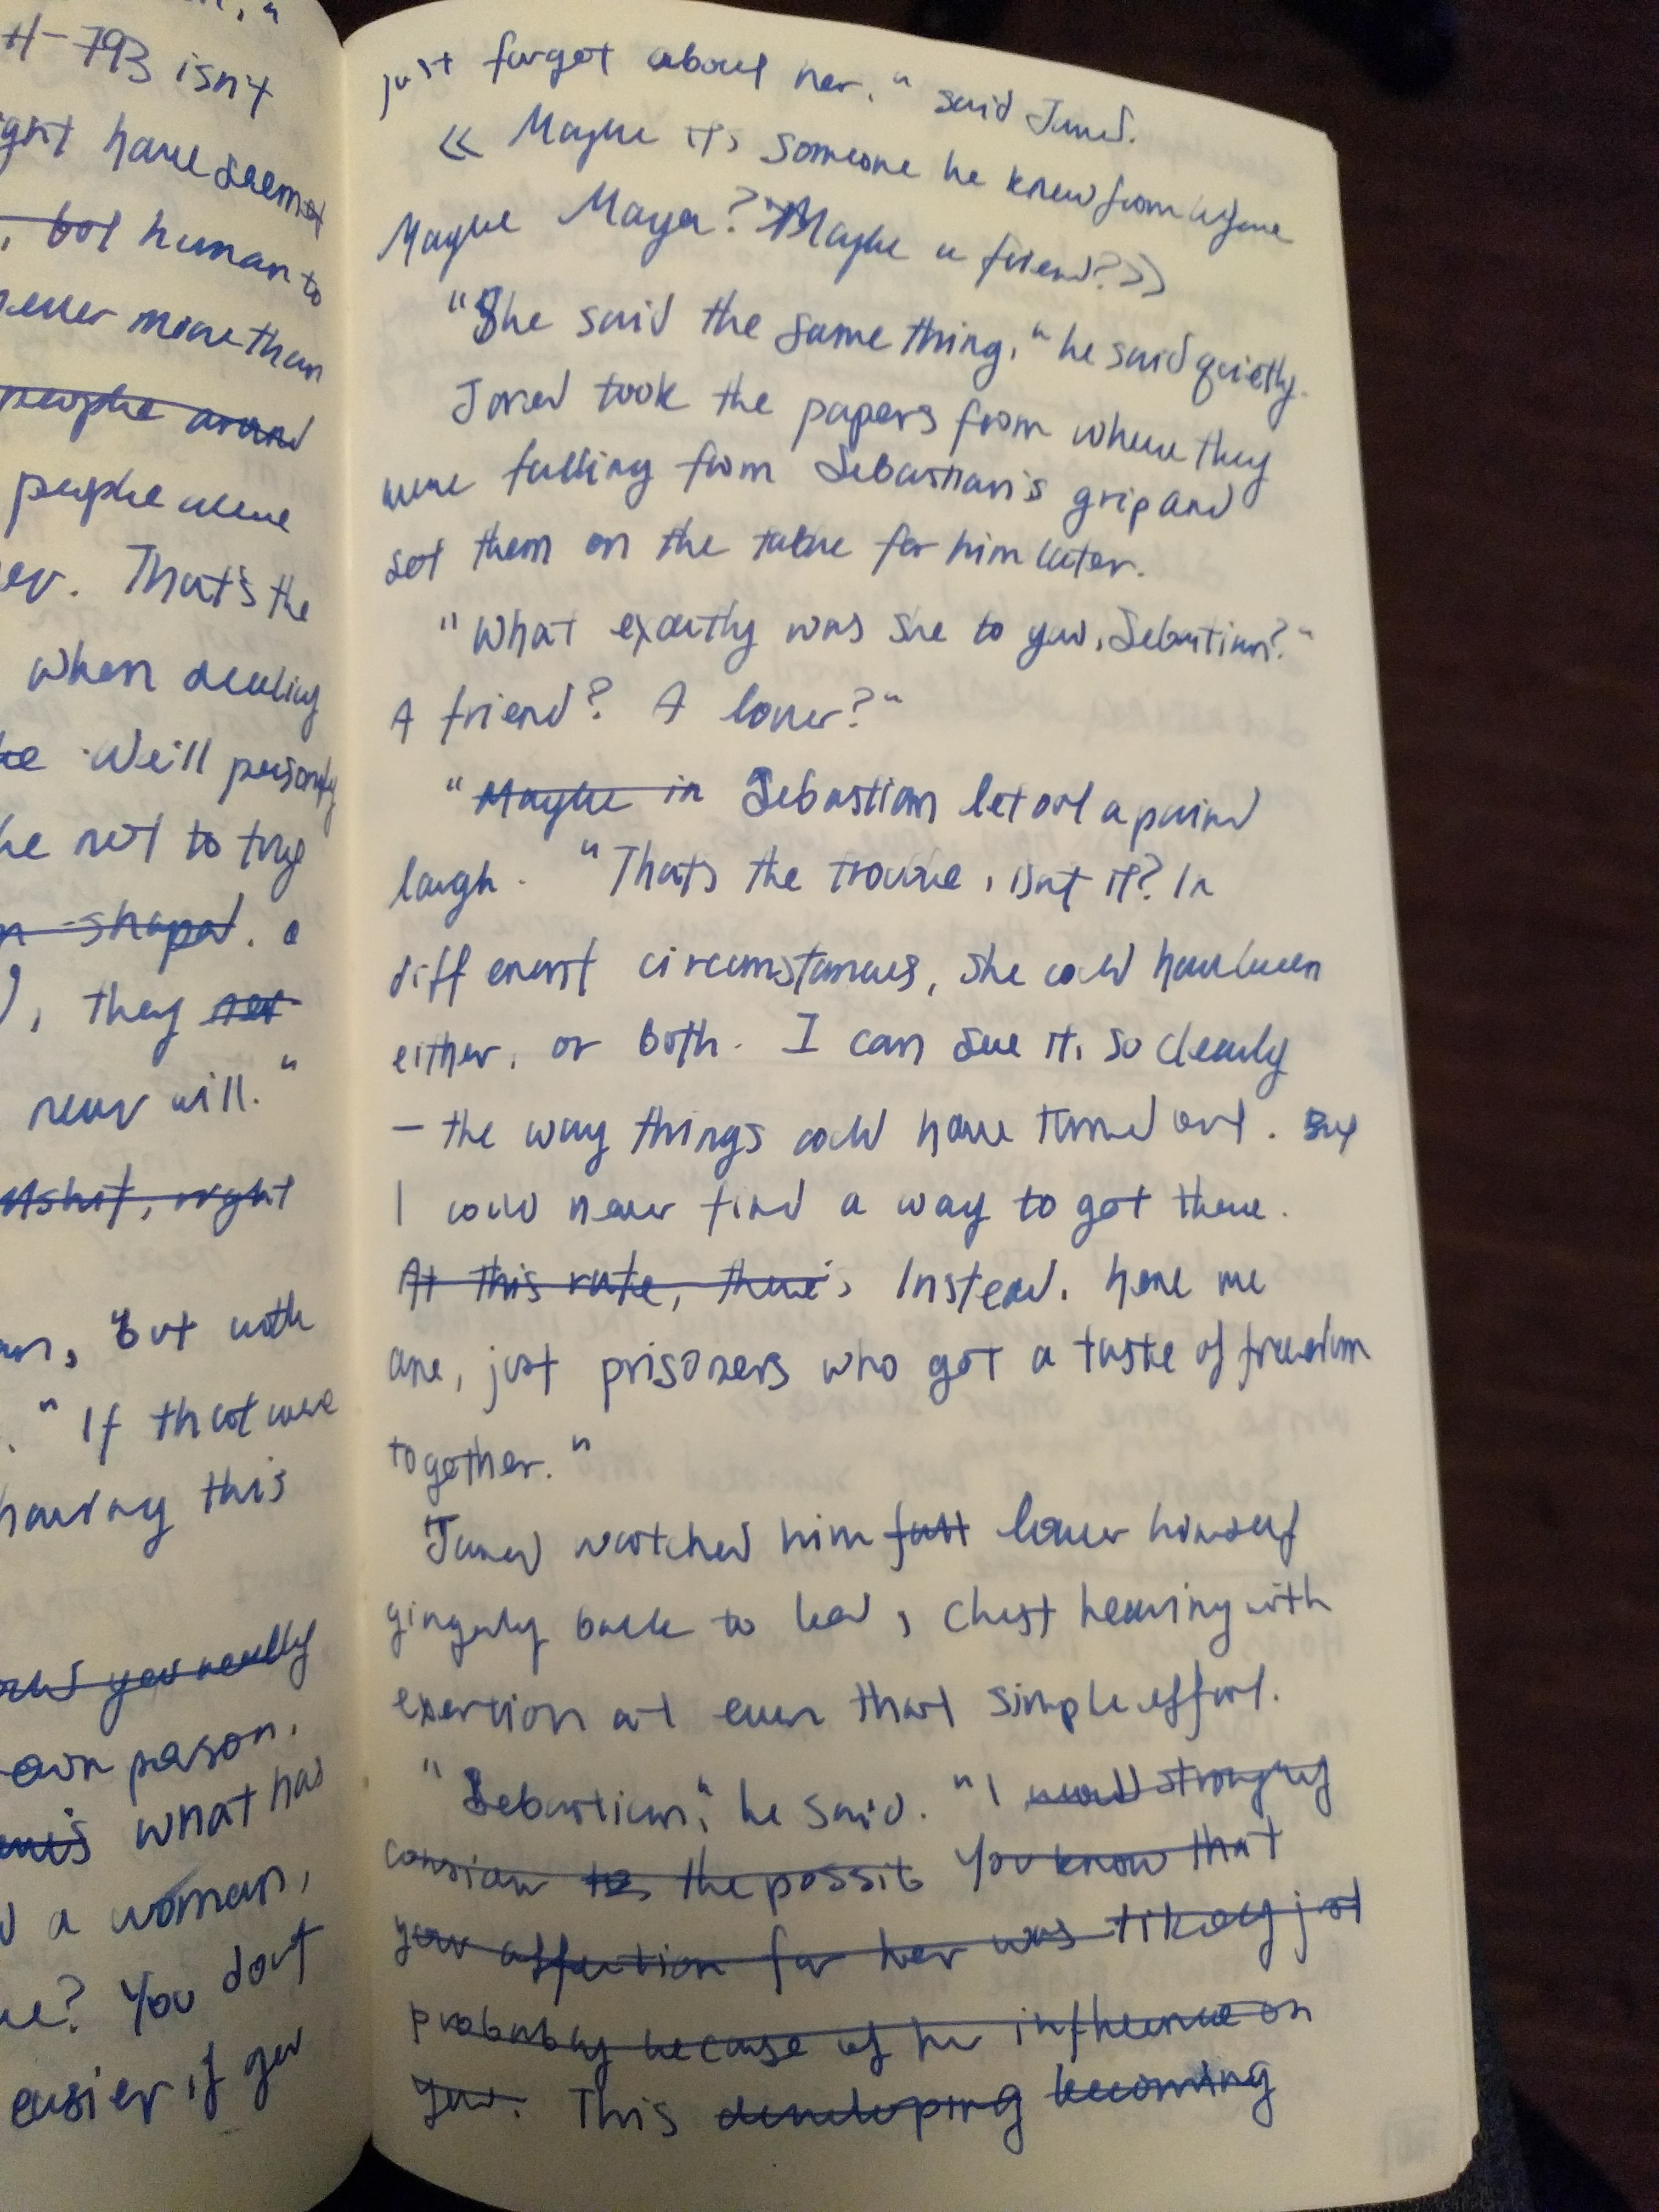 H-793 isn't
have seemed
, but human to
more than
people around
people were
er. That's the
when dealing
We'll personally
not to try
shaped.
, they not
never will."
right
, But with
." If that were
having this
you really
own person.
what has
a woman,
? You don't
easier if you
just forget about her." said Jared.
« Maybe it's someone he knew from before
Maybe Maya? Maybe a friend?»
"She said the same thing," he said quietly.
Jared took the papers from where they
were falling from Sebastian's grip and
set them on the table for him later.
"What exactly was she to you, Sebastian?"
A friend? A lover?"
"Maybe in Sebastian let out a pained
laugh. "That's the trouble, isn't it? In
different circumstances, she could have been
either, or both. I can see it, so clearly
— the way things could have turned out. But
I could never find a way to get there.
At this rate, there's Instead, here we
are, just prisoners who got a taste of freedom
together."
Jared watched him fall lower himself
gingerly back to bed, chest heaving with
exertion at even that simple effort.
"Sebastian," he said. "I would strongly
consider the possib You know that
your affection for her was likely just
probably because of her influence on
you. This developing becoming